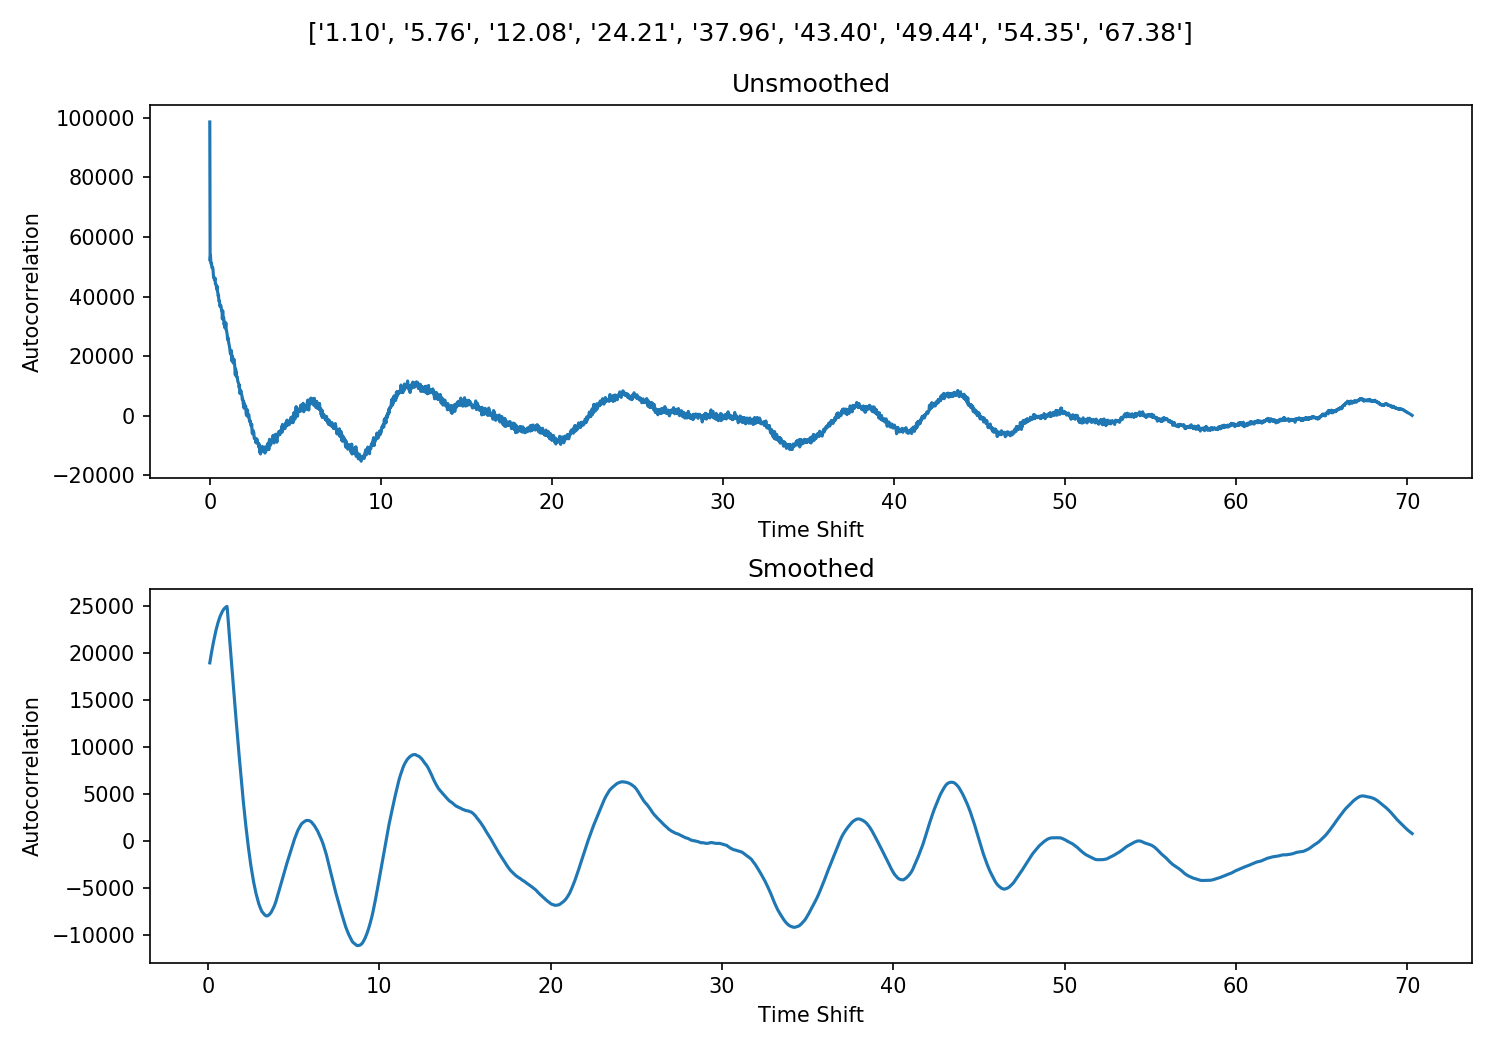 ['1.10', '5.76', '12.08', '24.21', '37.96', '43.40', '49.44', '54.35', '67.38']
Unsmoothed
100000
80000
60000
40000
20000
0
−20000
Autocorrelation
0 10 20 30 40 50 60 70
Time Shift
Smoothed
25000
20000
15000
10000
5000
0
−5000
−10000
Autocorrelation
0 10 20 30 40 50 60 70
Time Shift